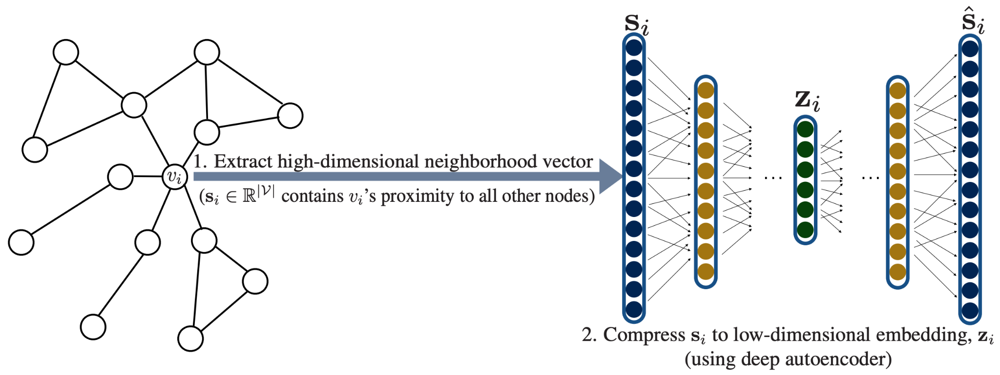 v_i
1. Extract high-dimensional neighborhood vector
(s_i ∈ ℝ^|𝒱| contains v_i's proximity to all other nodes)
s_i
z_i
ŝ_i
...
...
2. Compress s_i to low-dimensional embedding, z_i
(using deep autoencoder)